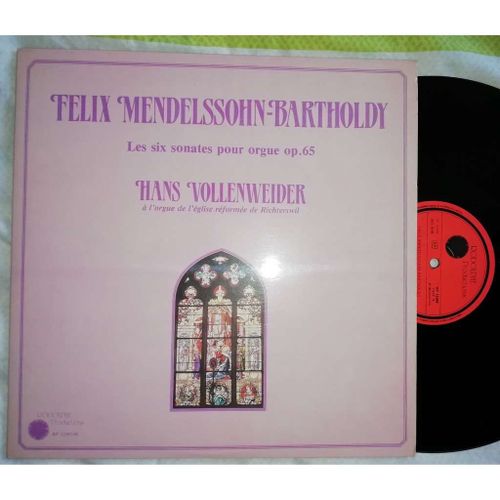 FELIX MENDELSSOHN-BARTHOLDY
Les six sonates pour orgue op.65
HANS VOLLENWEIDER
à l'orgue de l'église réformée de Richterswil